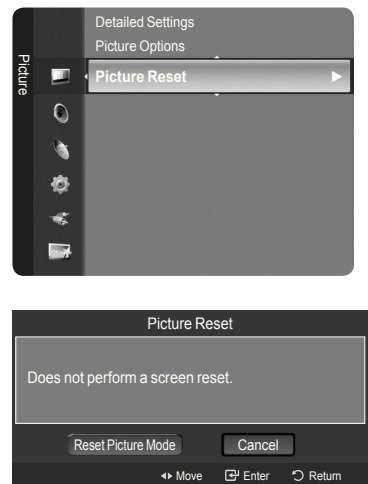 Detailed Settings
Picture Options
Picture
Picture Reset
Picture Reset
Does not perform a screen reset.
Reset Picture Mode
Cancel
Move
Enter
Return